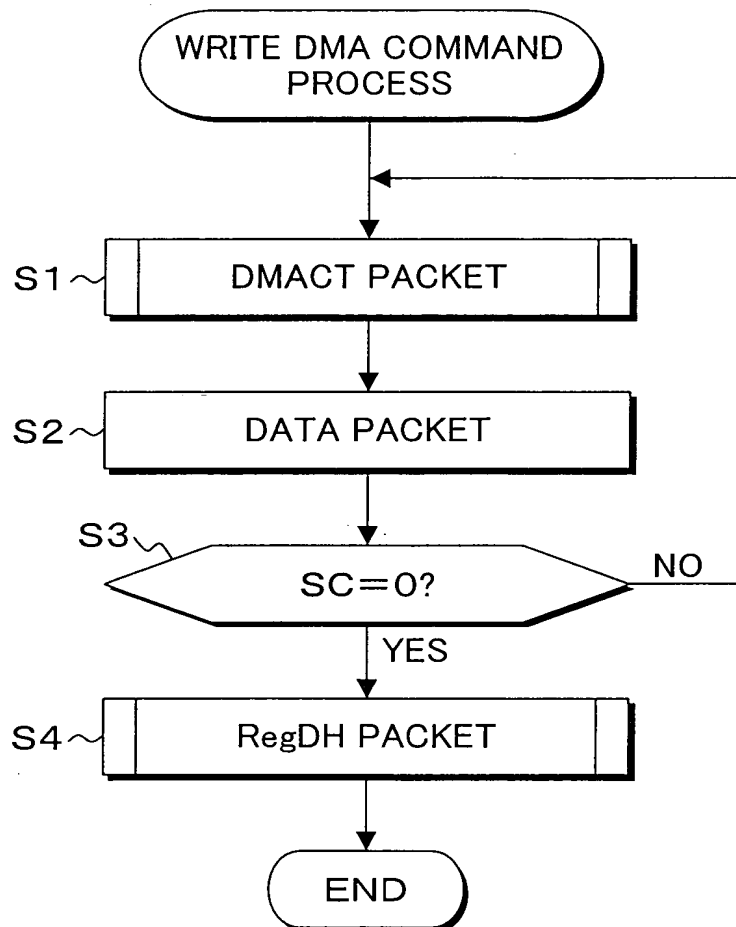 WRITE DMA COMMAND
PROCESS
S1
DMACT PACKET
S2
DATA PACKET
S3
SC=0?
NO
YES
S4
RegDH PACKET
END